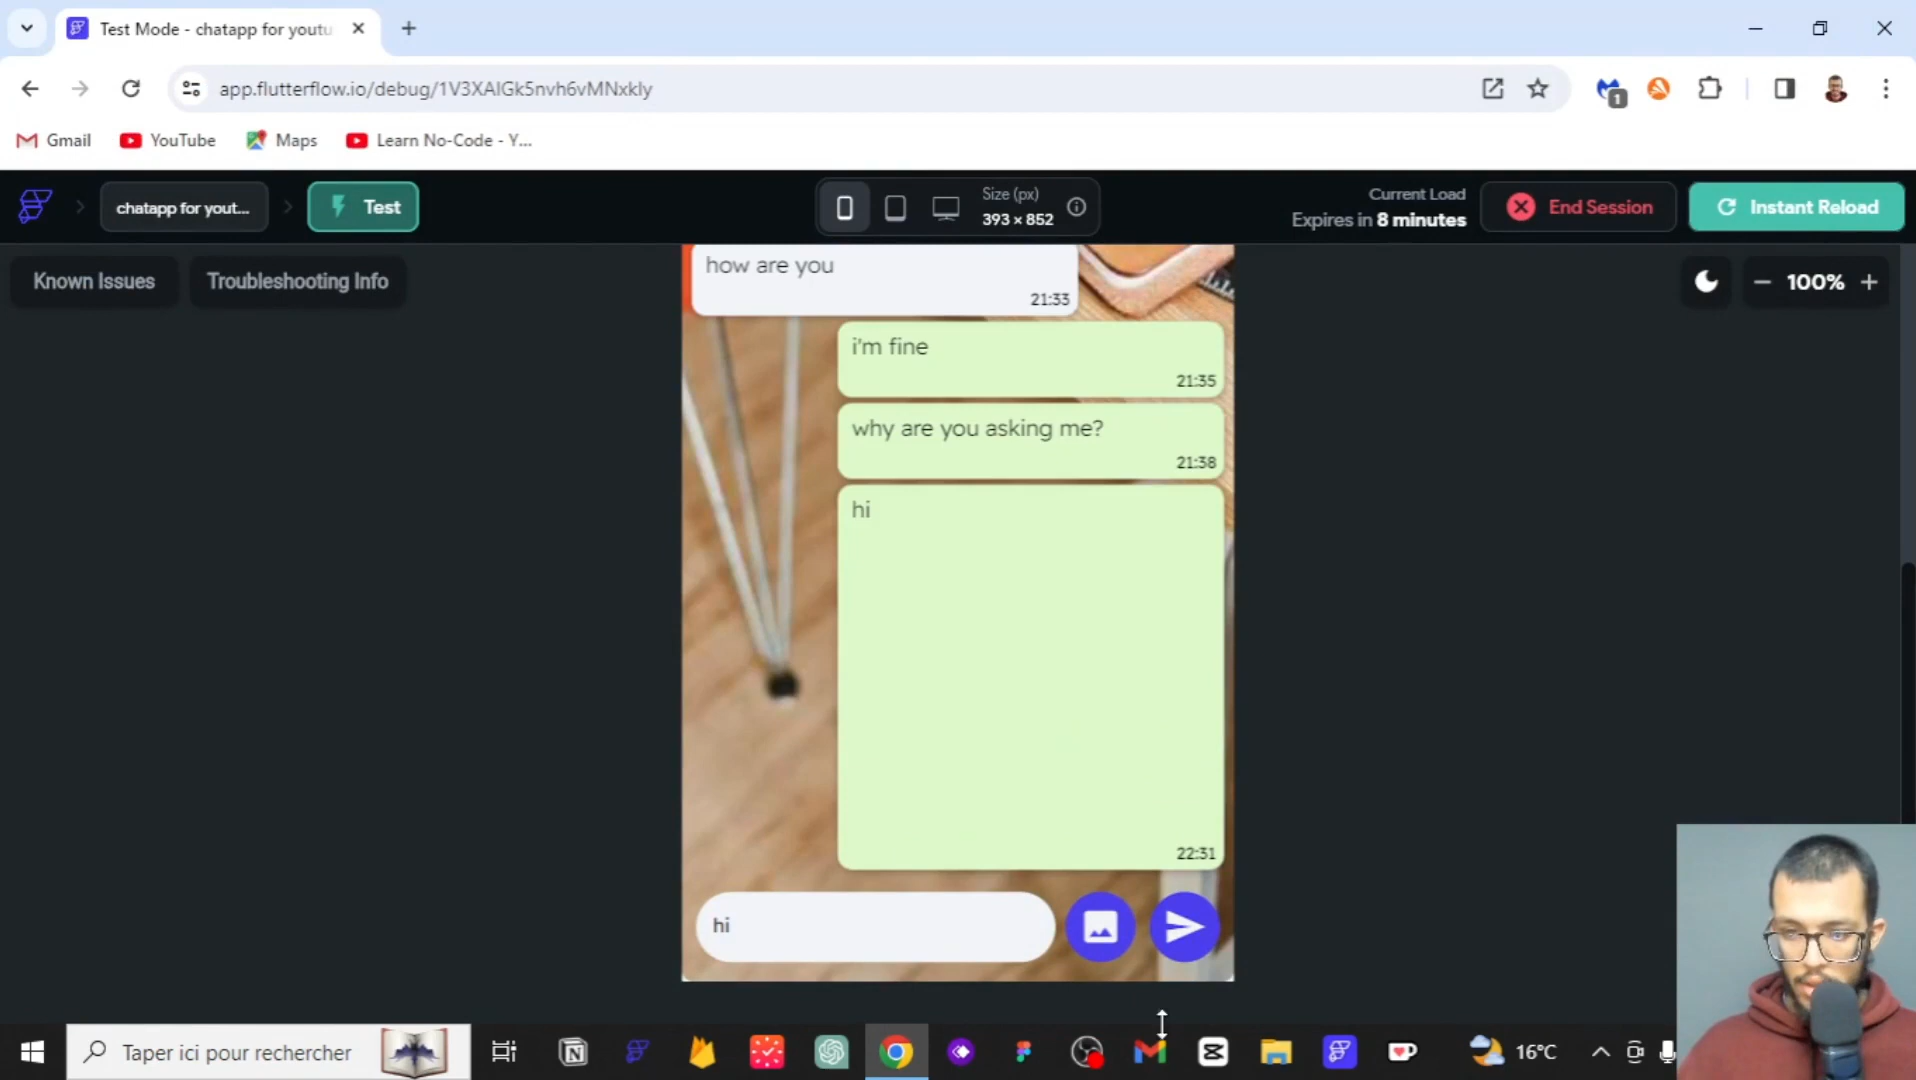 Test Mode - chatapp for youtu
app.flutterflow.io/debug/1V3XAlGk5nvh6vMNxkly
1
Gmail
YouTube
Maps
Learn No-Code - Y...
chatapp for yout...
Test
Size (px)
393 × 852
Current Load
Expires in 8 minutes
End Session
Instant Reload
Known Issues
Troubleshooting Info
100%
how are you
21:33
i'm fine
21:35
why are you asking me?
21:38
hi
22:31
hi
Taper ici pour rechercher
16°C